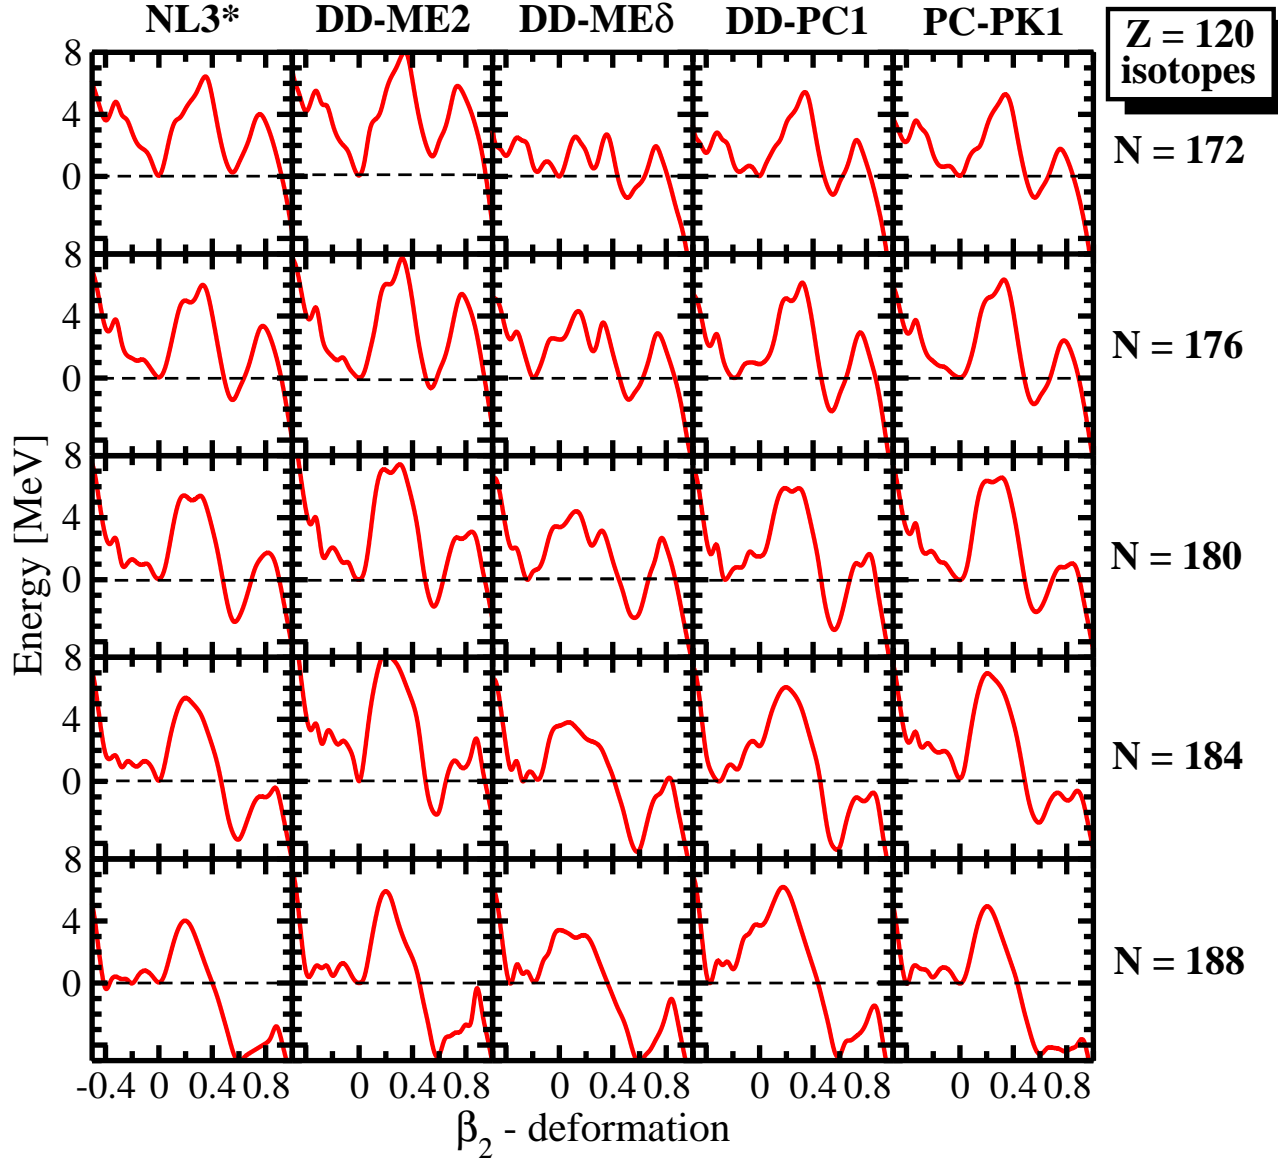 NL3* DD-ME2 DD-MEδ DD-PC1 PC-PK1
Z = 120
isotopes
8
4
0
N = 172
8
4
0
N = 176
8
4
0
N = 180
8
4
0
N = 184
8
4
0
N = 188
Energy [MeV]
-0.4 0 0.4 0.8 0 0.4 0.8 0 0.4 0.8 0 0.4 0.8 0 0.4 0.8
β2 - deformation